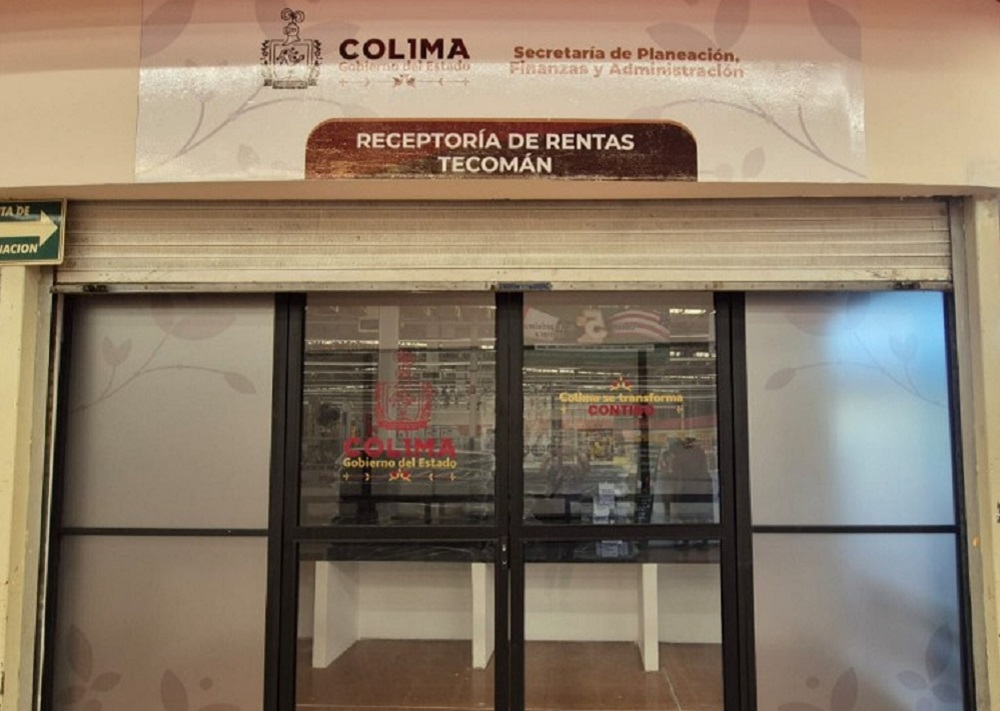 COLIMA
Gobierno del Estado
Secretaría de Planeación,
Finanzas y Administración
RECEPTORÍA DE RENTAS
TECOMÁN
COLIMA
Gobierno del Estado
Colima se transforma
CONTIGO